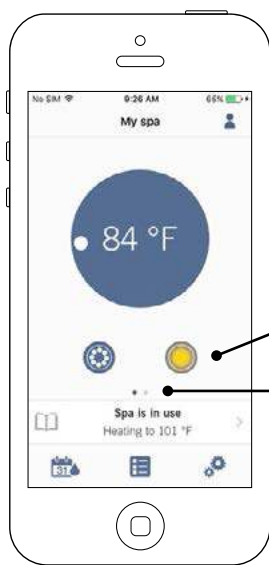 No SIM 9:26 AM 66%
My spa
84 °F
Spa is in use
Heating to 101 °F
31